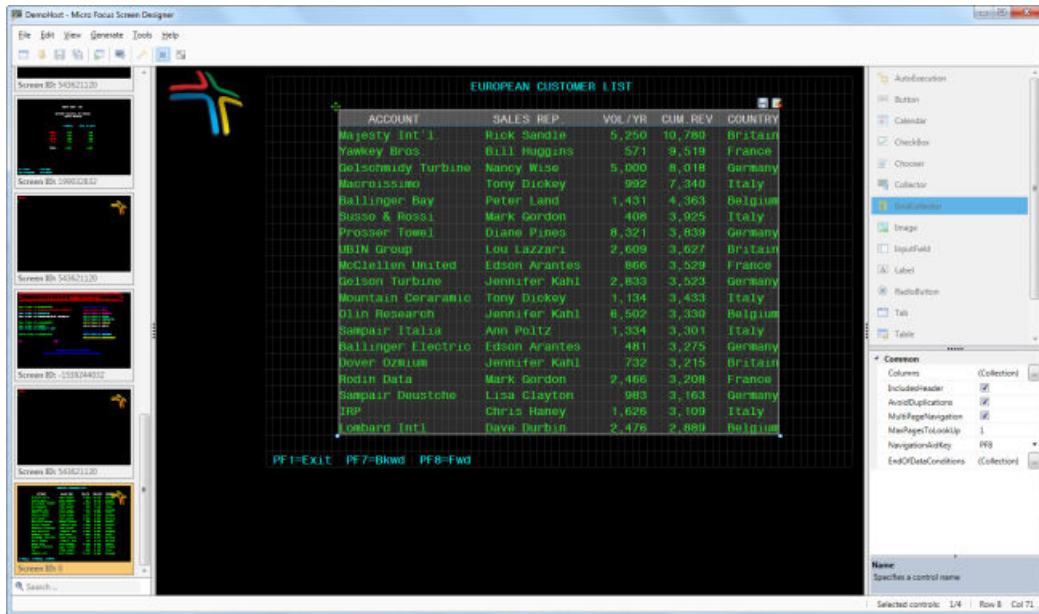 DemoHost - Micro Focus Screen Designer
File Edit View Generate Tools Help
Screen ID: 543621120
Screen ID: 543621120
Screen ID: -1539244032
Screen ID: 543621120
Screen ID: 0
Search...
EUROPEAN CUSTOMER LIST
ACCOUNT SALES REP. VOL/YR CUM.REV COUNTRY
Majesty Int'l. Rick Sandle 5,250 10,780 Britain
Yawkey Bros. Bill Huggins 571 9,519 France
Gelschmidy Turbine Nancy Wise 5,000 8,018 Germany
Macroissimo Tony Dickey 992 7,340 Italy
Ballinger Bay Peter Land 1,431 4,363 Belgium
Susso & Rossi Mark Gordon 408 3,925 Italy
Prosser Towel Diane Pines 8,321 3,839 Germany
UBIN Group Lou Lazzari 2,609 3,627 Britain
McClellen United Edson Arantes 866 3,529 France
Gelson Turbine Jennifer Kahl 2,833 3,523 Germany
Mountain Ceraramic Tony Dickey 1,134 3,433 Italy
Olin Research Jennifer Kahl 6,502 3,330 Belgium
Sampair Italia Ann Poltz 1,334 3,301 Italy
Ballinger Electric Edson Arantes 481 3,275 Germany
Dover Ozmium Jennifer Kahl 732 3,215 Britain
Rodin Data Mark Gordon 2,466 3,208 France
Sampair Deustche Lisa Clayton 983 3,163 Germany
IRP Chris Haney 1,626 3,109 Italy
Lombard Intl Dave Durbin 2,476 2,889 Belgium
PF1=Exit PF7=Bkwd PF8=Fwd
AutoExecution
Button
Calendar
CheckBox
Chooser
Collector
GridCollector
Image
InputField
Label
RadioButton
Tab
Table
Common
Columns (Collection)
IncludedHeader
AvoidDuplications
MultiPageNavigation
MaxPagesToLookUp 1
NavigationAidKey PF8
EndOfDataConditions (Collection)
Name
Specifies a control name
Selected controls: 1/4 Row 8 Col 71